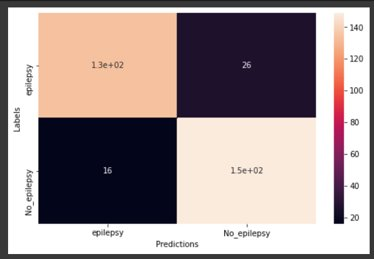 140
1.3e+02 26
epilepsy
120
100
Labels
80
60
16 1.5e+02
No_epilepsy
40
20
epilepsy No_epilepsy
Predictions